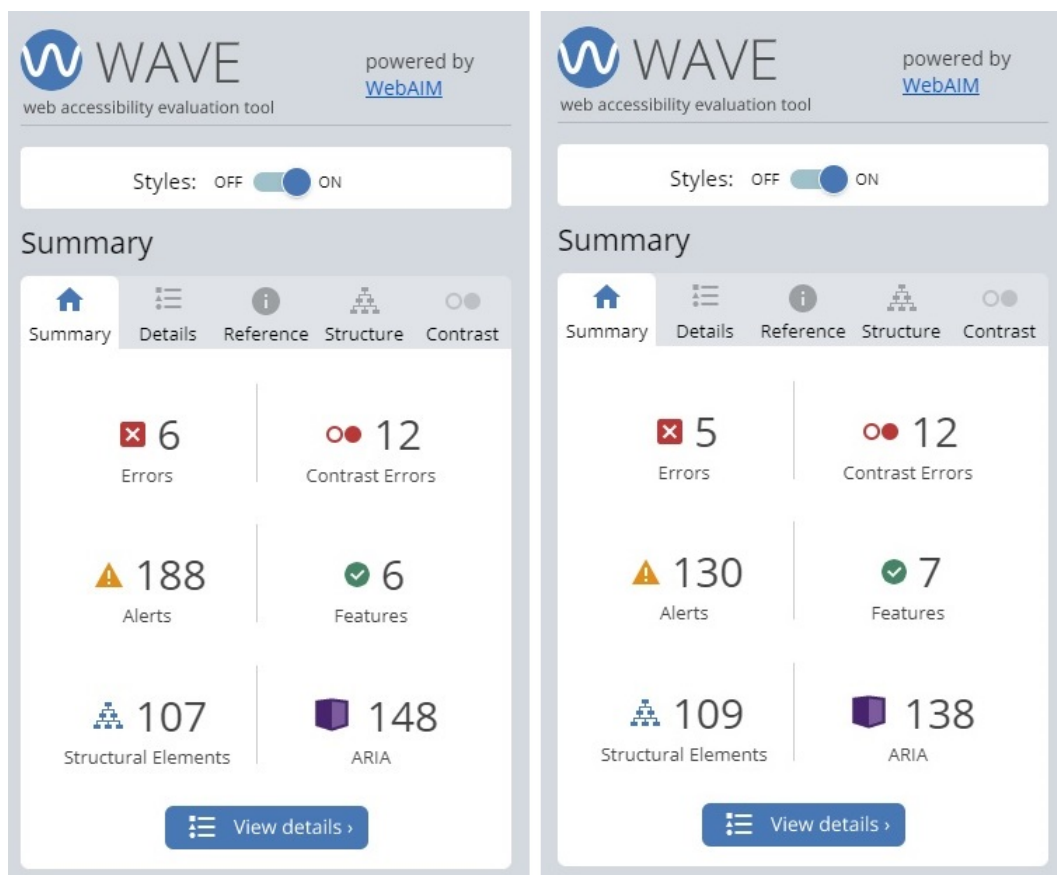 WAVE
powered by
WebAIM
web accessibility evaluation tool
Styles: OFF ON
Summary
Summary Details Reference Structure Contrast
6
Errors
12
Contrast Errors
188
Alerts
6
Features
107
Structural Elements
148
ARIA
View details ›
WAVE
powered by
WebAIM
web accessibility evaluation tool
Styles: OFF ON
Summary
Summary Details Reference Structure Contrast
5
Errors
12
Contrast Errors
130
Alerts
7
Features
109
Structural Elements
138
ARIA
View details ›